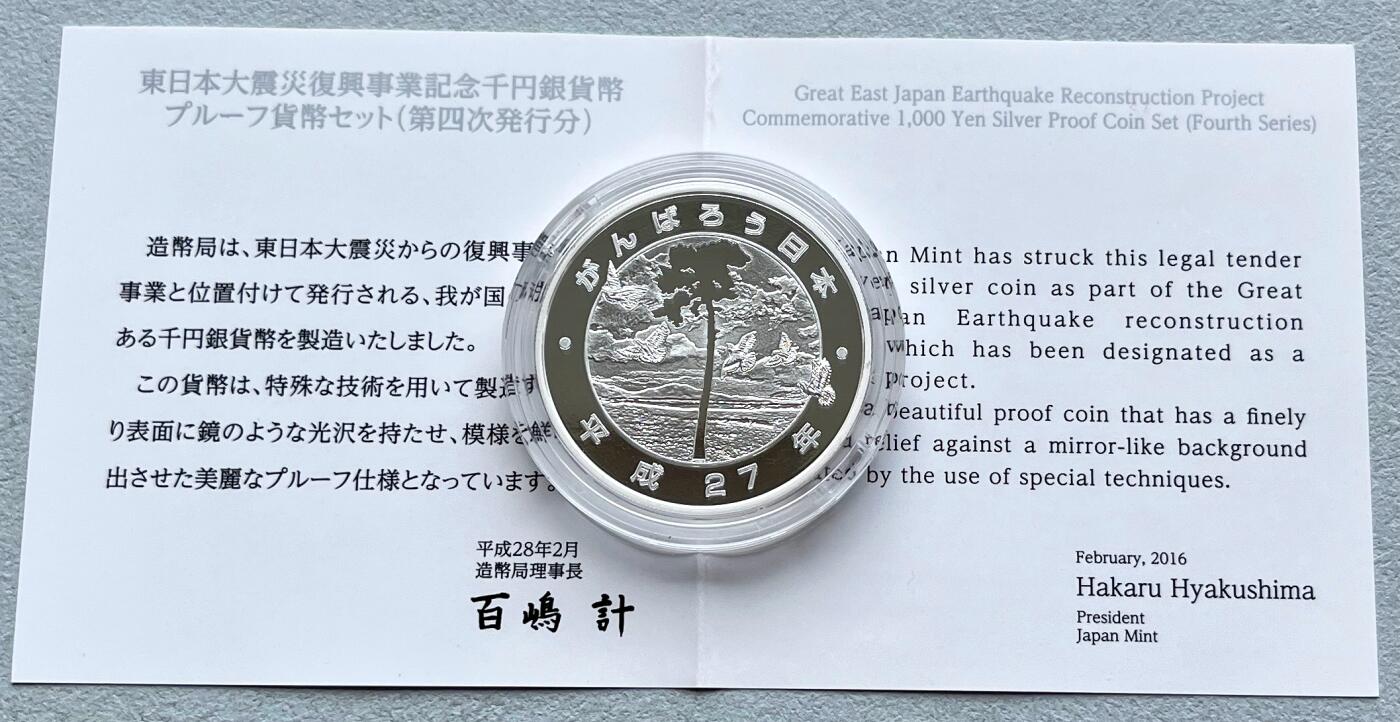 東日本大震災復興事業記念千円銀貨幣
プルーフ貨幣セット(第四次発行分)
造幣局は、東日本大震災からの復興事
事業と位置付けて発行される、我が国
ある千円銀貨幣を製造いたしました。
この貨幣は、特殊な技術を用いて製造
り表面に鏡のような光沢を持たせ、模様を鮮
出させた美麗なプルーフ仕様となっています。
平成28年2月
造幣局理事長
百嶋 計
がんばろう日本
平成27年
Great East Japan Earthquake Reconstruction Project
Commemorative 1,000 Yen Silver Proof Coin Set (Fourth Series)
Mint has struck this legal tender
silver coin as part of the Great
Earthquake reconstruction
which has been designated as a
project.
beautiful proof coin that has a finely
relief against a mirror-like background
by the use of special techniques.
February, 2016
Hakaru Hyakushima
President
Japan Mint